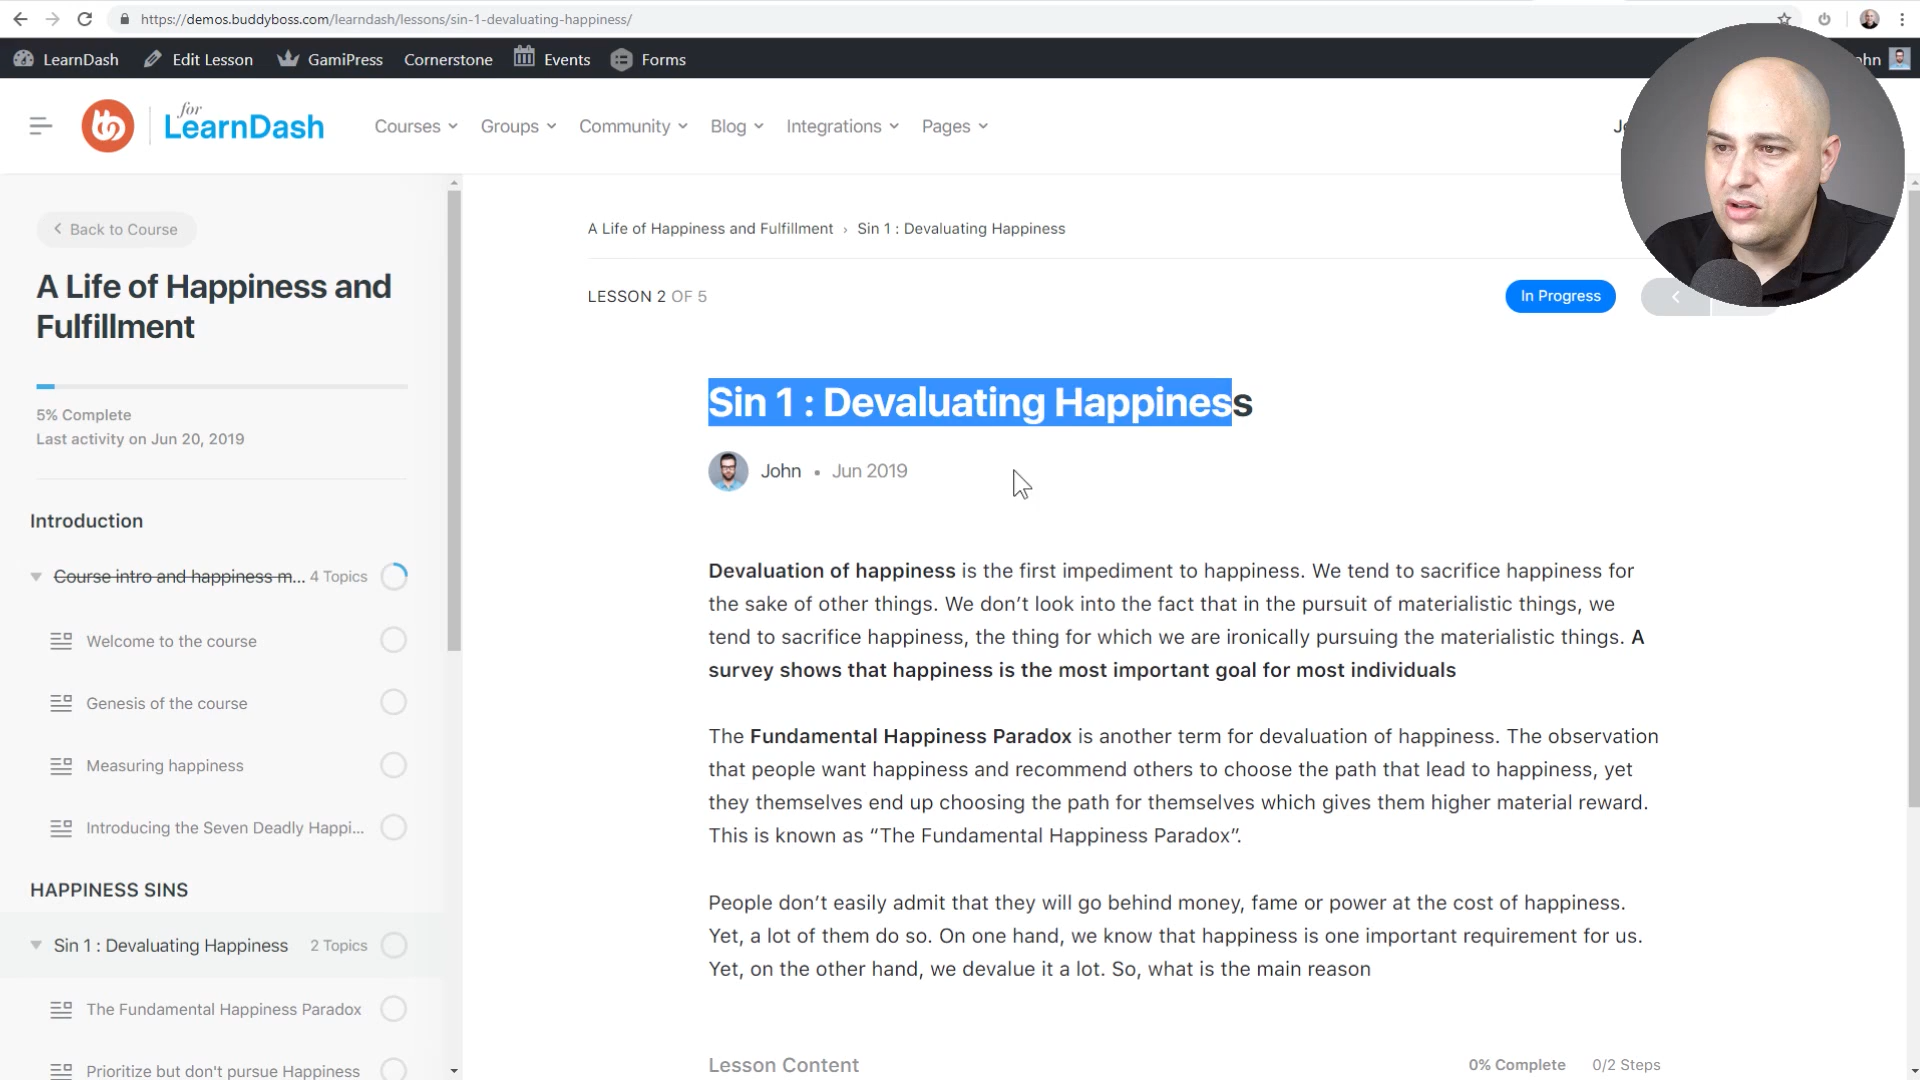 https://demos.buddyboss.com/learndash/lessons/sin-1-devaluating-happiness/
LearnDash Edit Lesson GamiPress Cornerstone Events Forms
for
LearnDash
Courses Groups Community Blog Integrations Pages
Back to Course
A Life of Happiness and
Fulfillment
5% Complete
Last activity on Jun 20, 2019
Introduction
Course intro and happiness m... 4 Topics
Welcome to the course
Genesis of the course
Measuring happiness
Introducing the Seven Deadly Happi...
HAPPINESS SINS
Sin 1 : Devaluating Happiness 2 Topics
The Fundamental Happiness Paradox
Prioritize but don't pursue Happiness
A Life of Happiness and Fulfillment › Sin 1 : Devaluating Happiness
LESSON 2 OF 5
In Progress
Sin 1 : Devaluating Happiness
John • Jun 2019
Devaluation of happiness is the first impediment to happiness. We tend to sacrifice happiness for
the sake of other things. We don’t look into the fact that in the pursuit of materialistic things, we
tend to sacrifice happiness, the thing for which we are ironically pursuing the materialistic things. A
survey shows that happiness is the most important goal for most individuals
The Fundamental Happiness Paradox is another term for devaluation of happiness. The observation
that people want happiness and recommend others to choose the path that lead to happiness, yet
they themselves end up choosing the path for themselves which gives them higher material reward.
This is known as “The Fundamental Happiness Paradox”.
People don’t easily admit that they will go behind money, fame or power at the cost of happiness.
Yet, a lot of them do so. On one hand, we know that happiness is one important requirement for us.
Yet, on the other hand, we devalue it a lot. So, what is the main reason
Lesson Content
0% Complete 0/2 Steps